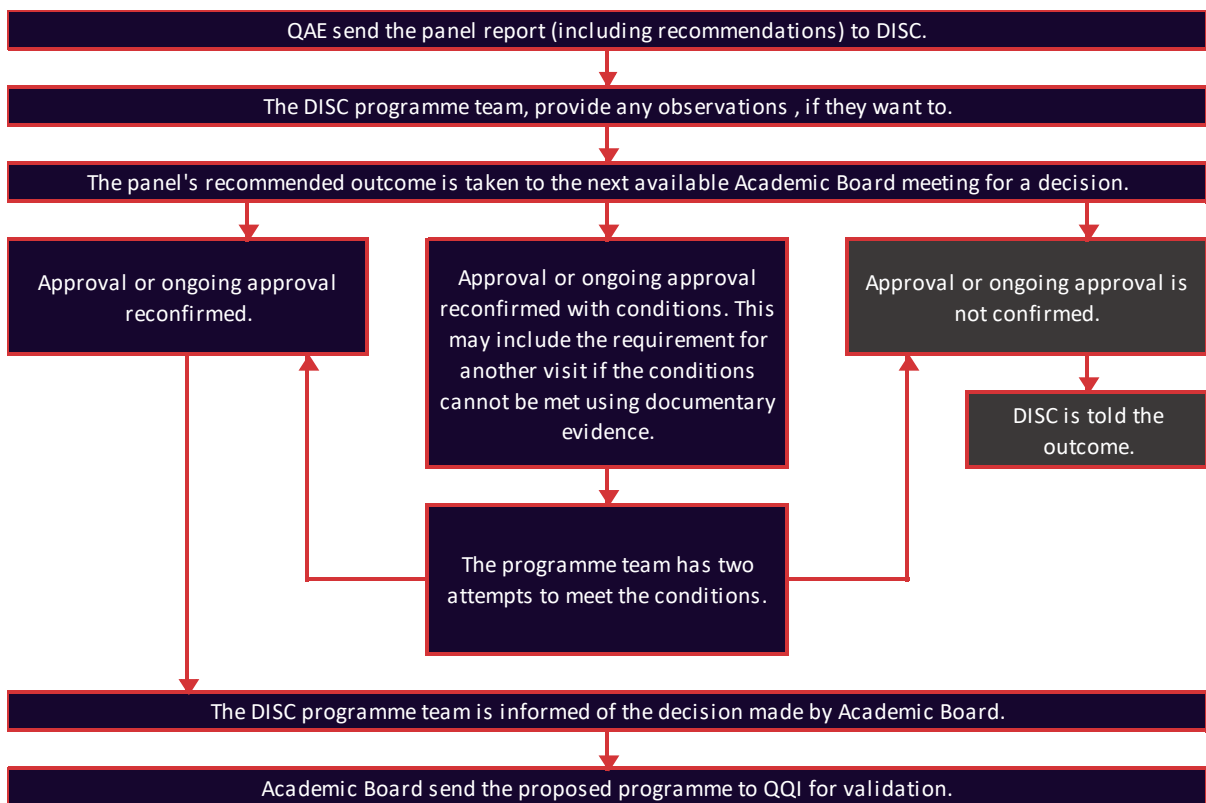 QAE send the panel report (including recommendations) to DISC.
The DISC programme team, provide any observations , if they want to.
The panel's recommended outcome is taken to the next available Academic Board meeting for a decision.
Approval or ongoing approval
reconfirmed.
Approval or ongoing approval
reconfirmed with conditions. This
may include the requirement for
another visit if the conditions
cannot be met using documentary
evidence.
Approval or ongoing approval is
not confirmed.
DISC is told the
outcome.
The programme team has two
attempts to meet the conditions.
The DISC programme team is informed of the decision made by Academic Board.
Academic Board send the proposed programme to QQI for validation.